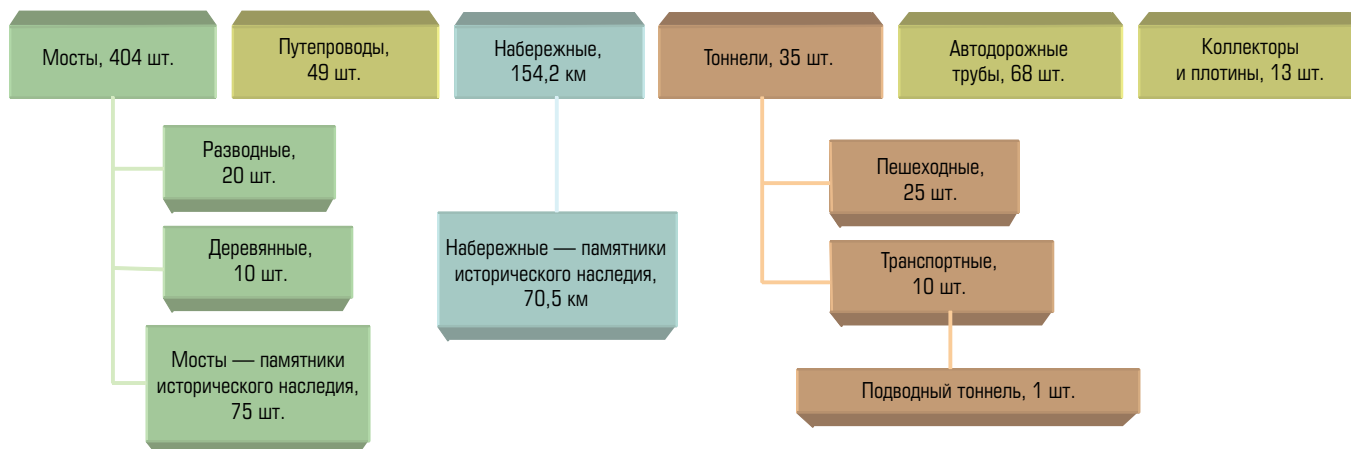 Мосты, 404 шт.
Путепроводы,
49 шт.
Набережные,
154,2 км
Тоннели, 35 шт.
Автодорожные
трубы, 68 шт.
Коллекторы
и плотины, 13 шт.
Разводные,
20 шт.
Деревянные,
10 шт.
Мосты — памятники
исторического наследия,
75 шт.
Набережные — памятники
исторического наследия,
70,5 км
Пешеходные,
25 шт.
Транспортные,
10 шт.
Подводный тоннель, 1 шт.